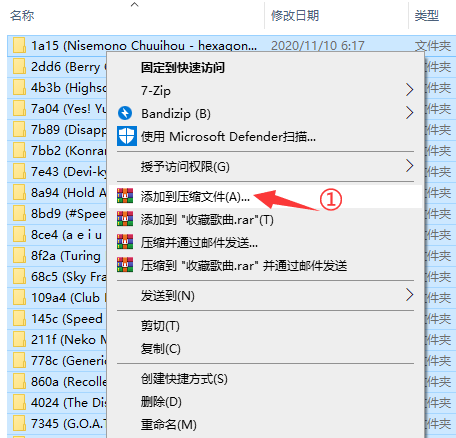 名称 修改日期 类型
1a15 (Nisemono Chuuihou - hexagon... 2020/11/10 6:17 文件夹
2dd6 (Berry 文件夹
固定到快速访问
4b3b (Highsc 文件夹
7-Zip
7a04 (Yes! Yu 文件夹
Bandizip (B)
7b89 (Disapp 文件夹
使用 Microsoft Defender扫描...
7bb2 (Konran 文件夹
7e43 (Devi-ky 文件夹
授予访问权限(G)
8a94 (Hold A 文件夹
添加到压缩文件(A)... ①
8bd9 (#Speed 文件夹
添加到 "收藏歌曲.rar"(T)
8ce4 (a e i u 文件夹
压缩并通过邮件发送...
8f2a (Turing 文件夹
压缩到 "收藏歌曲.rar" 并通过邮件发送
68c5 (Sky Fra 文件夹
109a4 (Club 文件夹
发送到(N)
145c (Speed 文件夹
剪切(T)
211f (Neko M 文件夹
复制(C)
778c (Generic 文件夹
860a (Recolle 文件夹
创建快捷方式(S)
4024 (The Dis 文件夹
删除(D)
7345 (G.O.A.T 文件夹
重命名(M)